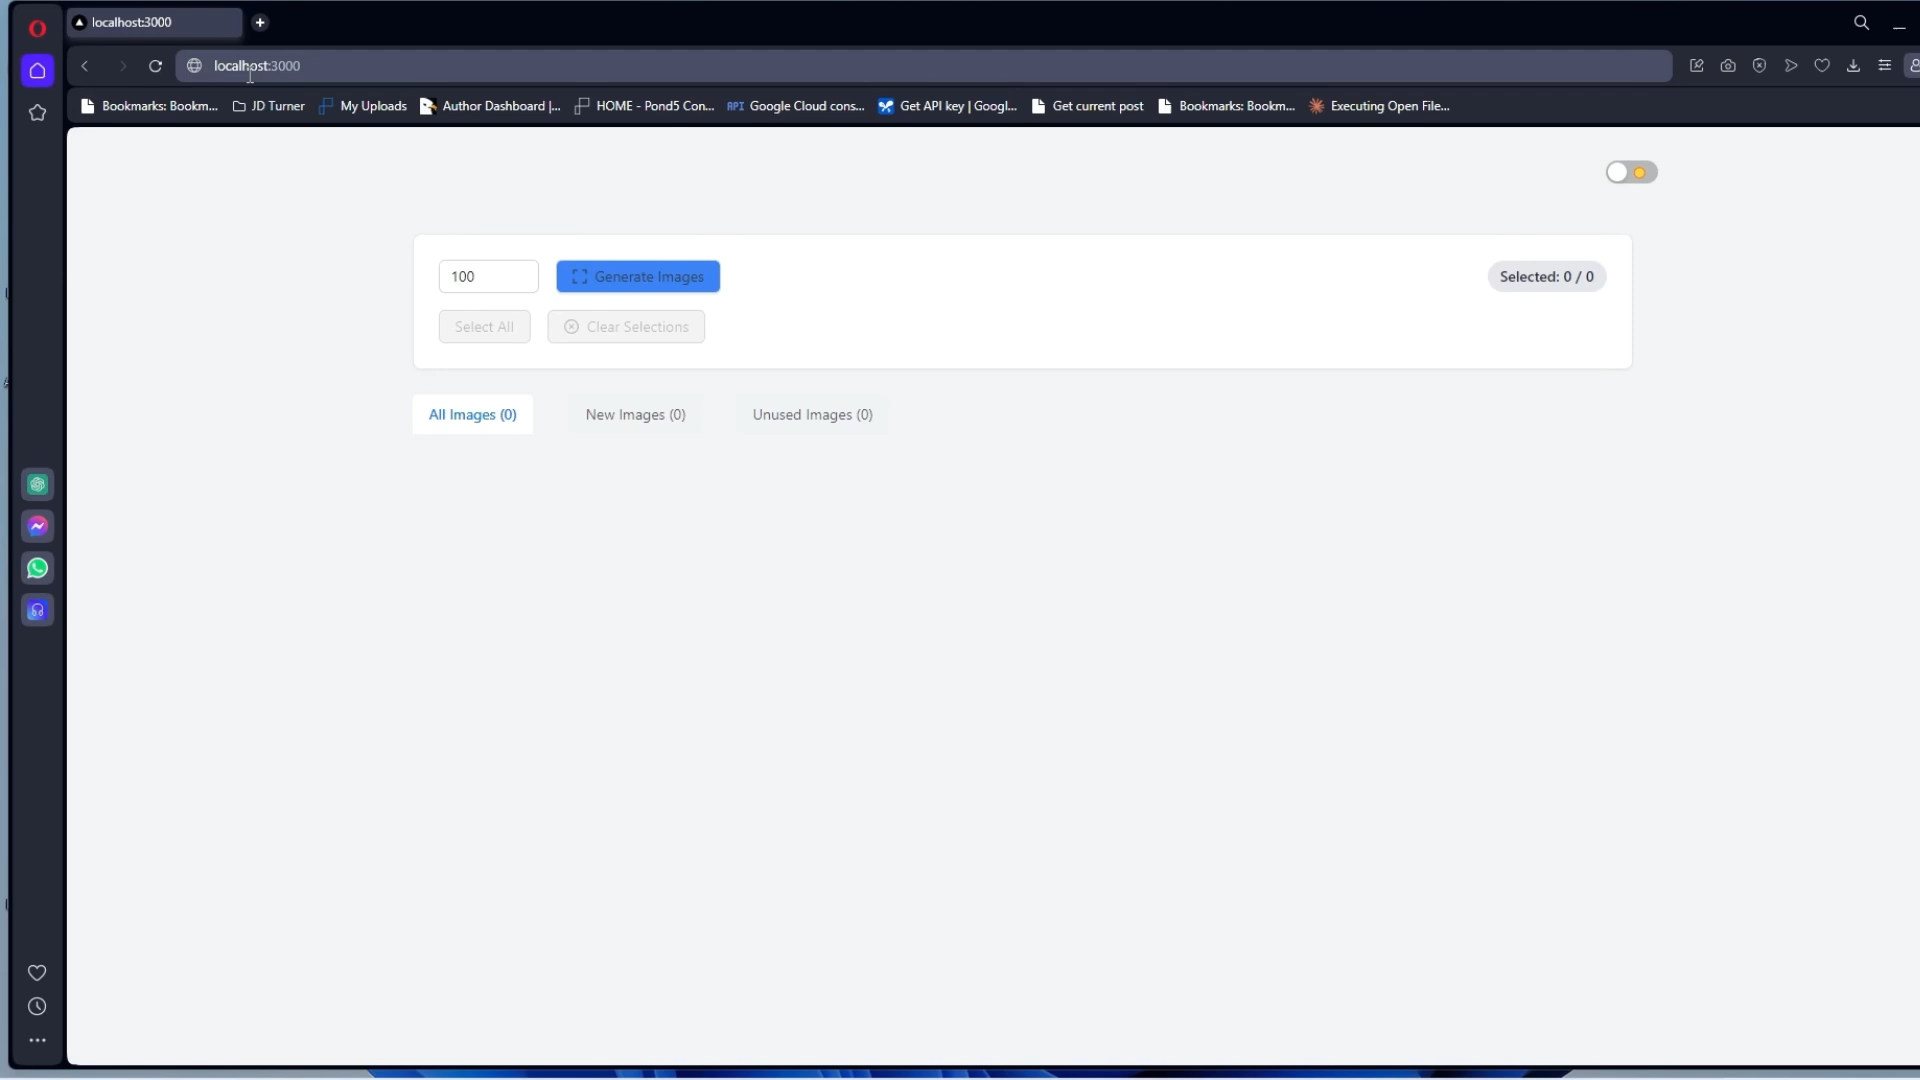 localhost:3000
localhost:3000
Bookmarks: Bookm... JD Turner My Uploads Author Dashboard |... HOME - Pond5 Con... API Google Cloud cons... Get API key | Googl... Get current post Bookmarks: Bookm... Executing Open File...
100 Generate Images Selected: 0 / 0
Select All Clear Selections
All Images (0) New Images (0) Unused Images (0)